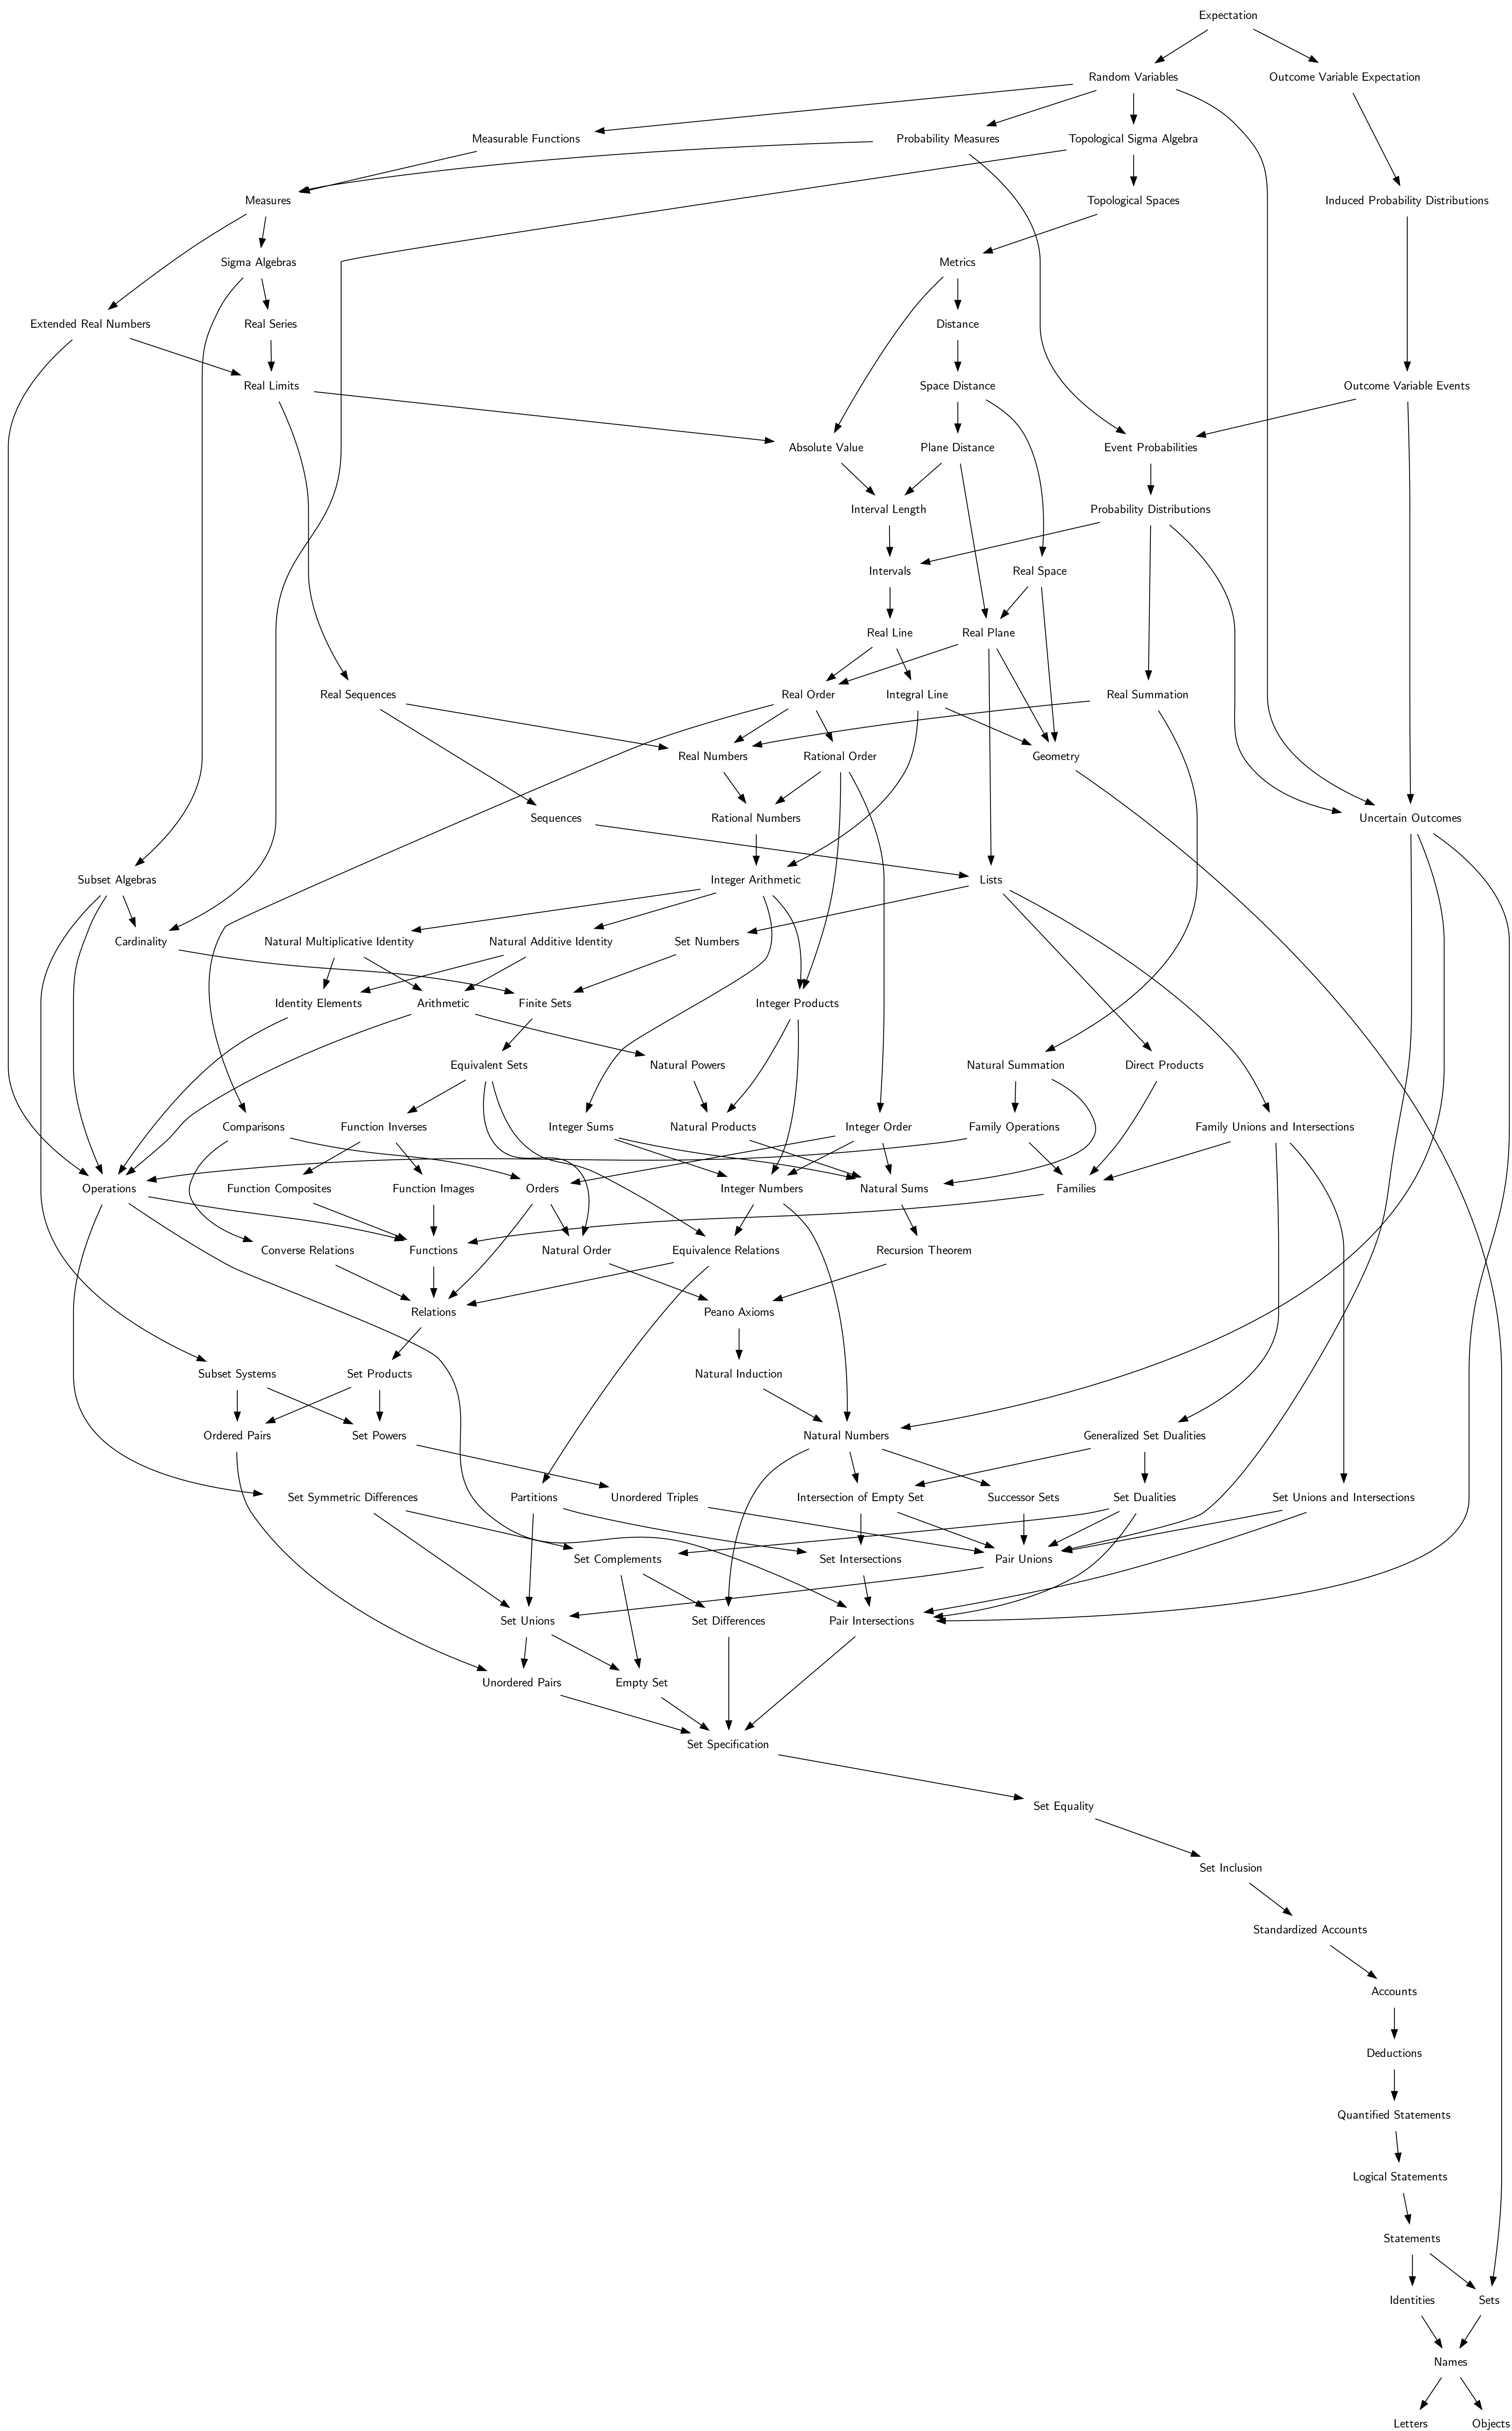 Expectation
Random Variables
Outcome Variable Expectation
Measurable Functions
Probability Measures
Topological Sigma Algebra
Measures
Topological Spaces
Induced Probability Distributions
Sigma Algebras
Metrics
Extended Real Numbers
Real Series
Distance
Real Limits
Space Distance
Outcome Variable Events
Absolute Value
Plane Distance
Event Probabilities
Interval Length
Probability Distributions
Intervals
Real Space
Real Line
Real Plane
Real Sequences
Real Order
Integral Line
Real Summation
Real Numbers
Rational Order
Geometry
Sequences
Rational Numbers
Uncertain Outcomes
Subset Algebras
Integer Arithmetic
Lists
Cardinality
Natural Multiplicative Identity
Natural Additive Identity
Set Numbers
Identity Elements
Arithmetic
Finite Sets
Integer Products
Equivalent Sets
Natural Powers
Natural Summation
Direct Products
Comparisons
Function Inverses
Integer Sums
Natural Products
Integer Order
Family Operations
Family Unions and Intersections
Operations
Function Composites
Function Images
Orders
Integer Numbers
Natural Sums
Families
Converse Relations
Functions
Natural Order
Equivalence Relations
Recursion Theorem
Relations
Peano Axioms
Subset Systems
Set Products
Natural Induction
Ordered Pairs
Set Powers
Natural Numbers
Generalized Set Dualities
Set Symmetric Differences
Partitions
Unordered Triples
Intersection of Empty Set
Successor Sets
Set Dualities
Set Unions and Intersections
Set Complements
Set Intersections
Pair Unions
Set Unions
Set Differences
Pair Intersections
Unordered Pairs
Empty Set
Set Specification
Set Equality
Set Inclusion
Standardized Accounts
Accounts
Deductions
Quantified Statements
Logical Statements
Statements
Identities
Sets
Names
Letters
Objects